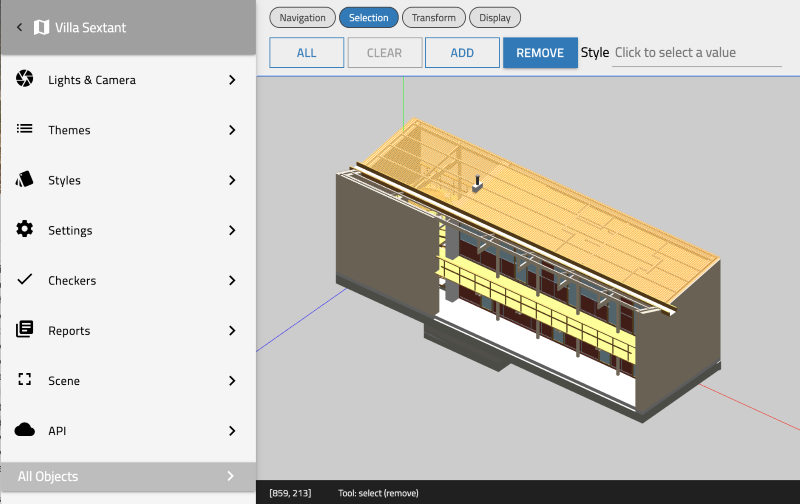 Villa Sextant
Lights & Camera
Themes
Styles
Settings
Checkers
Reports
Scene
API
All Objects
Navigation Selection Transform Display
ALL CLEAR ADD REMOVE Style Click to select a value
[859, 213] Tool: select (remove)